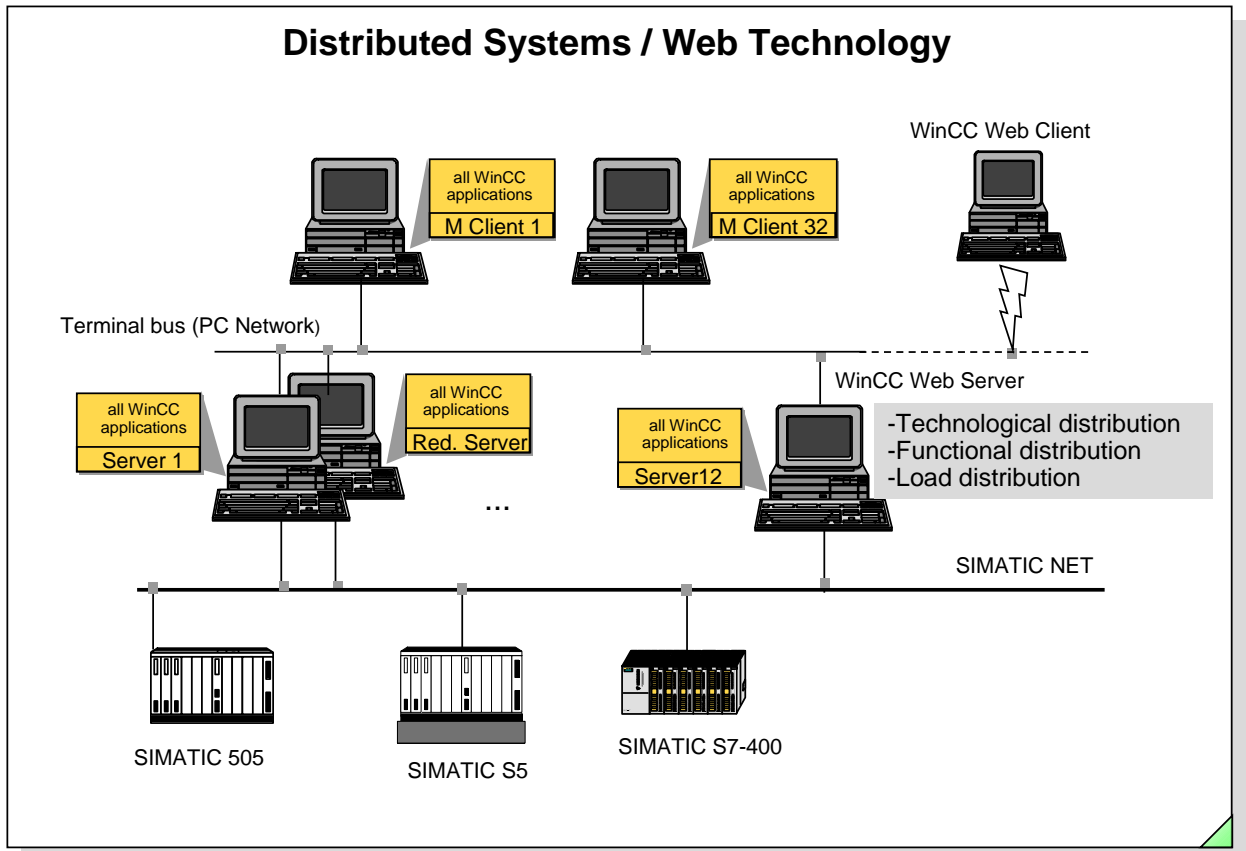 Distributed Systems / Web Technology
WinCC Web Client
all WinCC
applications
M Client 1
all WinCC
applications
M Client 32
Terminal bus (PC Network)
all WinCC
applications
Server 1
all WinCC
applications
Red. Server
...
WinCC Web Server
all WinCC
applications
Server12
-Technological distribution
-Functional distribution
-Load distribution
SIMATIC NET
SIMATIC 505
SIMATIC S5
SIMATIC S7-400